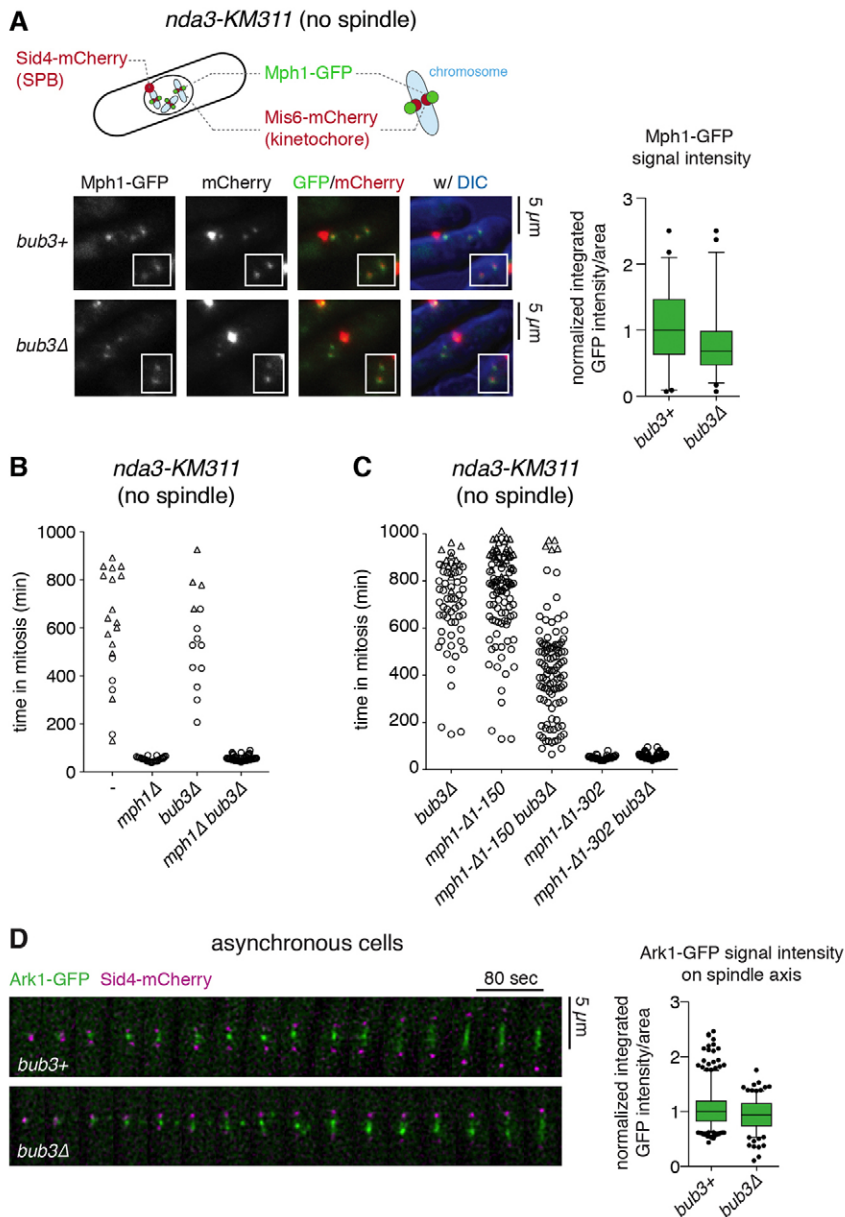 A
nda3-KM311 (no spindle)
Sid4-mCherry
(SPB)
Mph1-GFP
Mis6-mCherry
(kinetochore)
chromosome
Mph1-GFP
mCherry
GFP/mCherry
w/ DIC
bub3+
5 µm
bub3Δ
5 µm
Mph1-GFP
signal intensity
normalized integrated
GFP intensity/area
3
2
1
0
bub3+
bub3Δ
B
nda3-KM311
(no spindle)
time in mitosis (min)
1000
800
600
400
200
0
-
mph1Δ
bub3Δ
mph1Δ bub3Δ
C
nda3-KM311
(no spindle)
time in mitosis (min)
1000
800
600
400
200
0
bub3Δ
mph1-Δ1-150
mph1-Δ1-150 bub3Δ
mph1-Δ1-302
mph1-Δ1-302 bub3Δ
D
asynchronous cells
Ark1-GFP Sid4-mCherry
80 sec
5 µm
bub3+
bub3Δ
Ark1-GFP signal intensity
on spindle axis
normalized integrated
GFP intensity/area
3
2
1
0
bub3+
bub3Δ